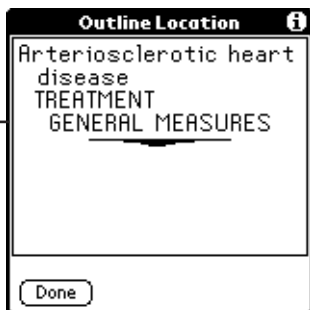 Outline Location
Arteriosclerotic heart
disease
TREATMENT
GENERAL MEASURES
Done